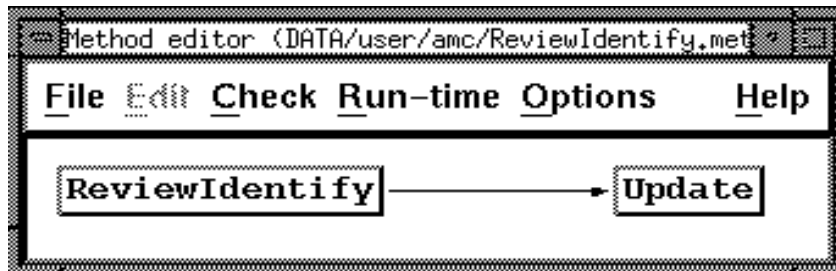 Method editor (DATA/user/amc/ReviewIdentify.met
File Edit Check Run-time Options Help
ReviewIdentify Update